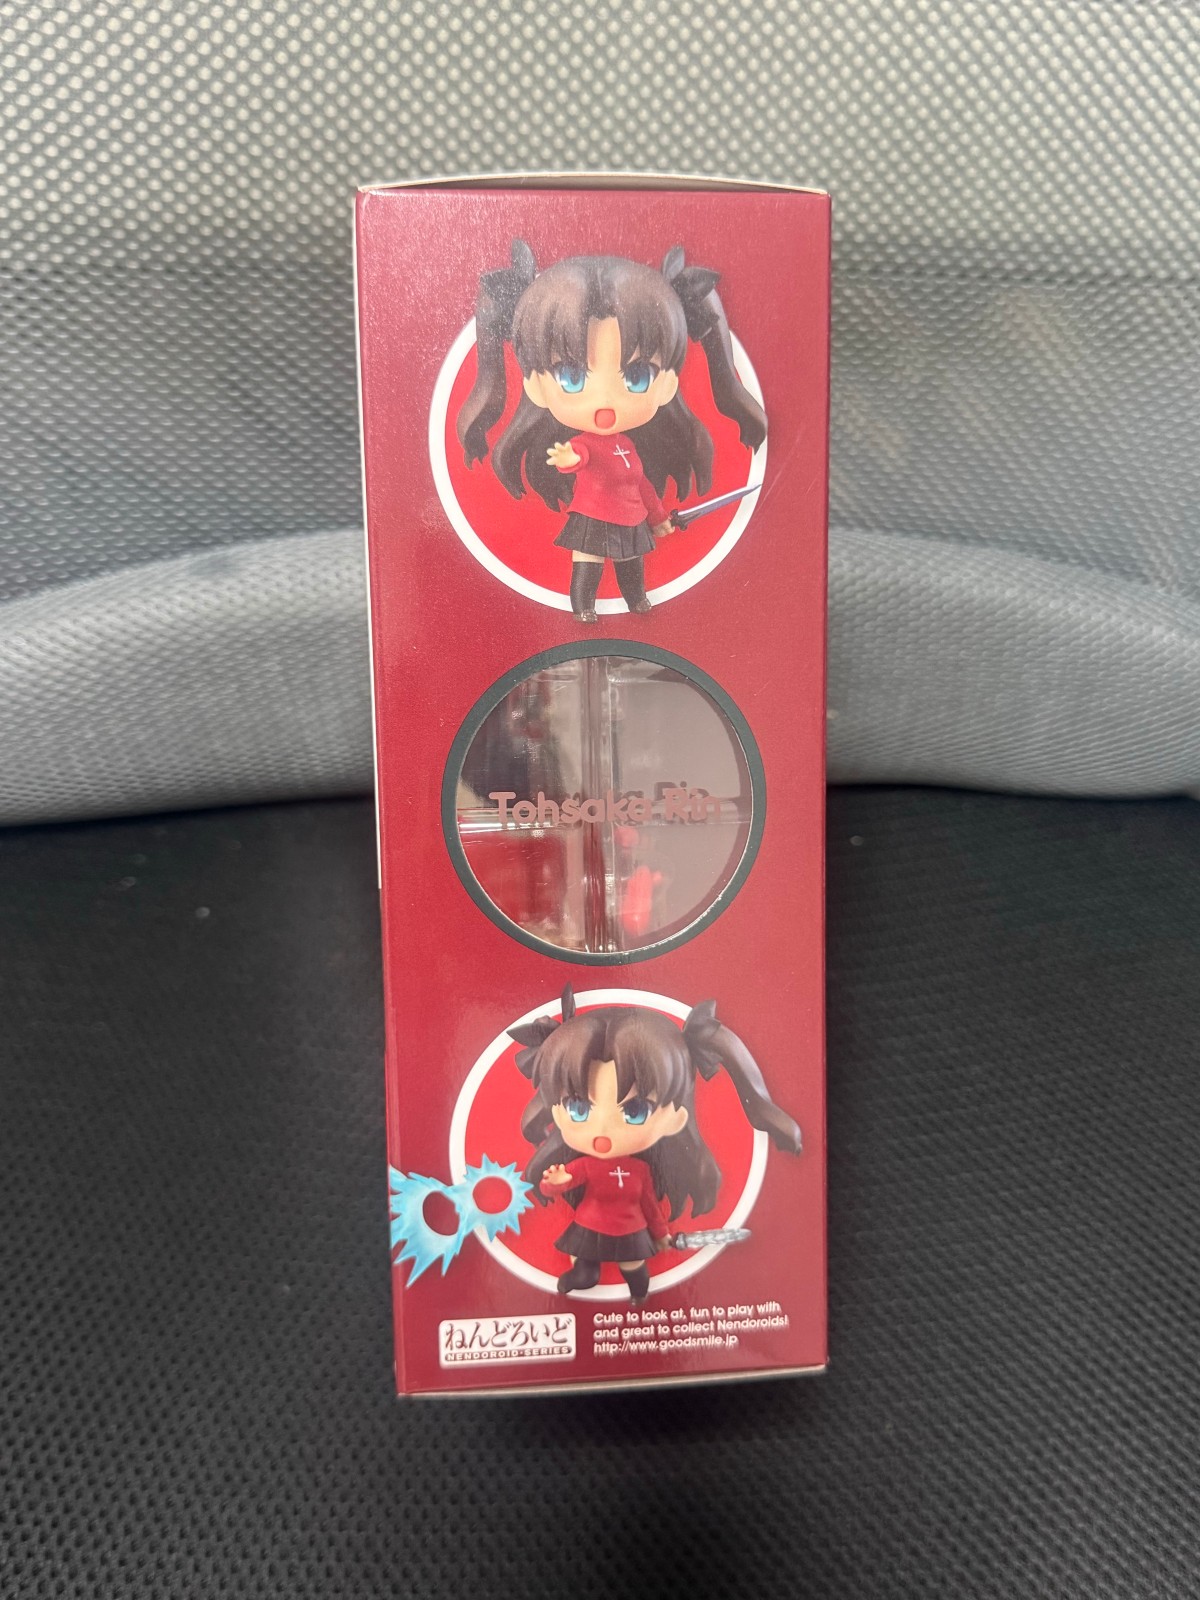 Tohsaka Rin
ねんどろいど
NENDOROID・SERIES
Cute to look at, fun to play with
and great to collect Nendoroids!
http://www.goodsmile.jp